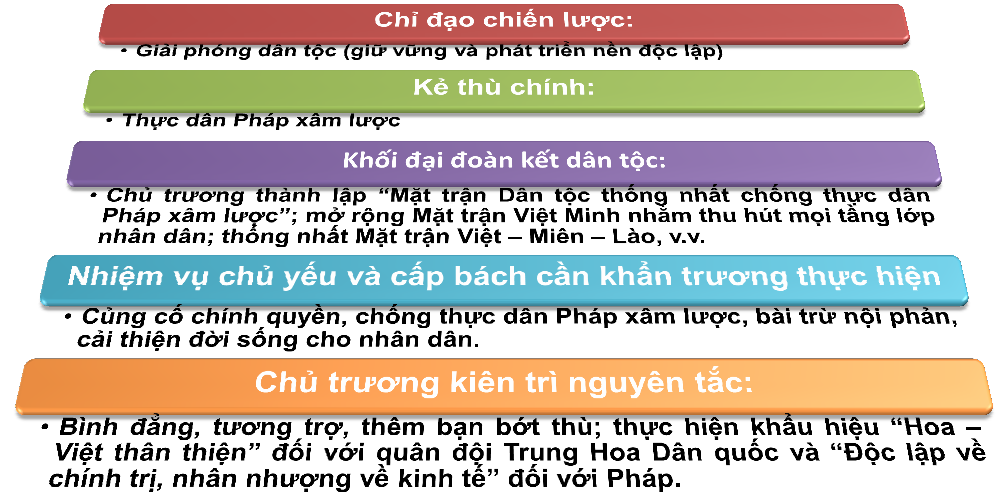 Chỉ đạo chiến lược:
• Giải phóng dân tộc (giữ vững và phát triển nền độc lập)
Kẻ thù chính:
• Thực dân Pháp xâm lược
Khối đại đoàn kết dân tộc:
• Chủ trương thành lập “Mặt trận Dân tộc thống nhất chống thực dân
Pháp xâm lược”; mở rộng Mặt trận Việt Minh nhằm thu hút mọi tầng lớp
nhân dân; thống nhất Mặt trận Việt – Miên – Lào, v.v.
Nhiệm vụ chủ yếu và cấp bách cần khẩn trương thực hiện
• Củng cố chính quyền, chống thực dân Pháp xâm lược, bài trừ nội phản,
cải thiện đời sống cho nhân dân.
Chủ trương kiên trì nguyên tắc:
• Bình đẳng, tương trợ, thêm bạn bớt thù; thực hiện khẩu hiệu “Hoa –
Việt thân thiện” đối với quân đội Trung Hoa Dân quốc và “Độc lập về
chính trị, nhân nhượng về kinh tế” đối với Pháp.